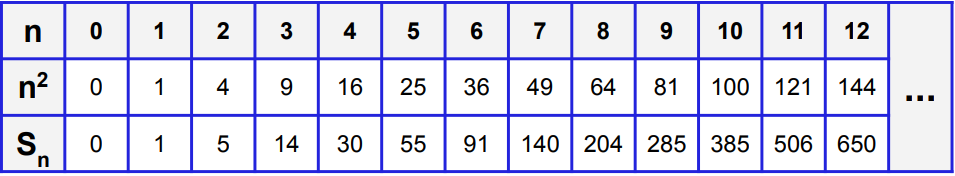 n 0 1 2 3 4 5 6 7 8 9 10 11 12 ...
n² 0 1 4 9 16 25 36 49 64 81 100 121 144
Sₙ 0 1 5 14 30 55 91 140 204 285 385 506 650